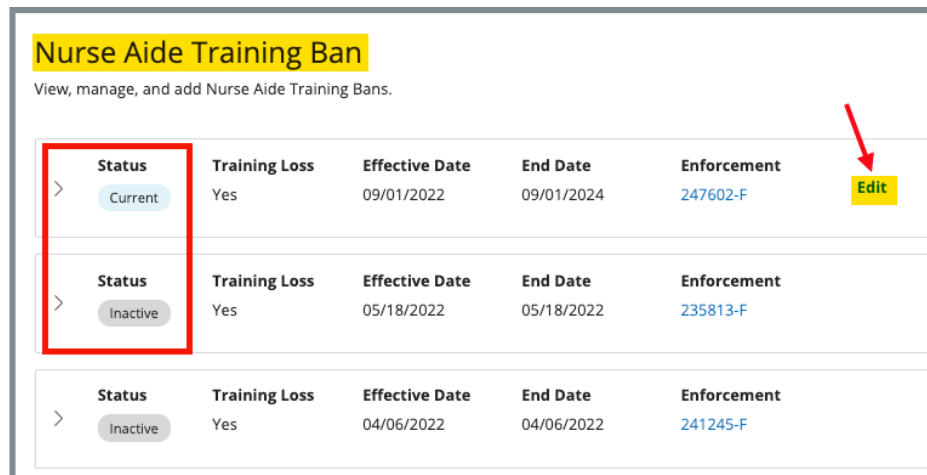 Nurse Aide Training Ban
View, manage, and add Nurse Aide Training Bans.
Status Training Loss Effective Date End Date Enforcement
Current Yes 09/01/2022 09/01/2024 247602-F Edit
Status Training Loss Effective Date End Date Enforcement
Inactive Yes 05/18/2022 05/18/2022 235813-F
Status Training Loss Effective Date End Date Enforcement
Inactive Yes 04/06/2022 04/06/2022 241245-F